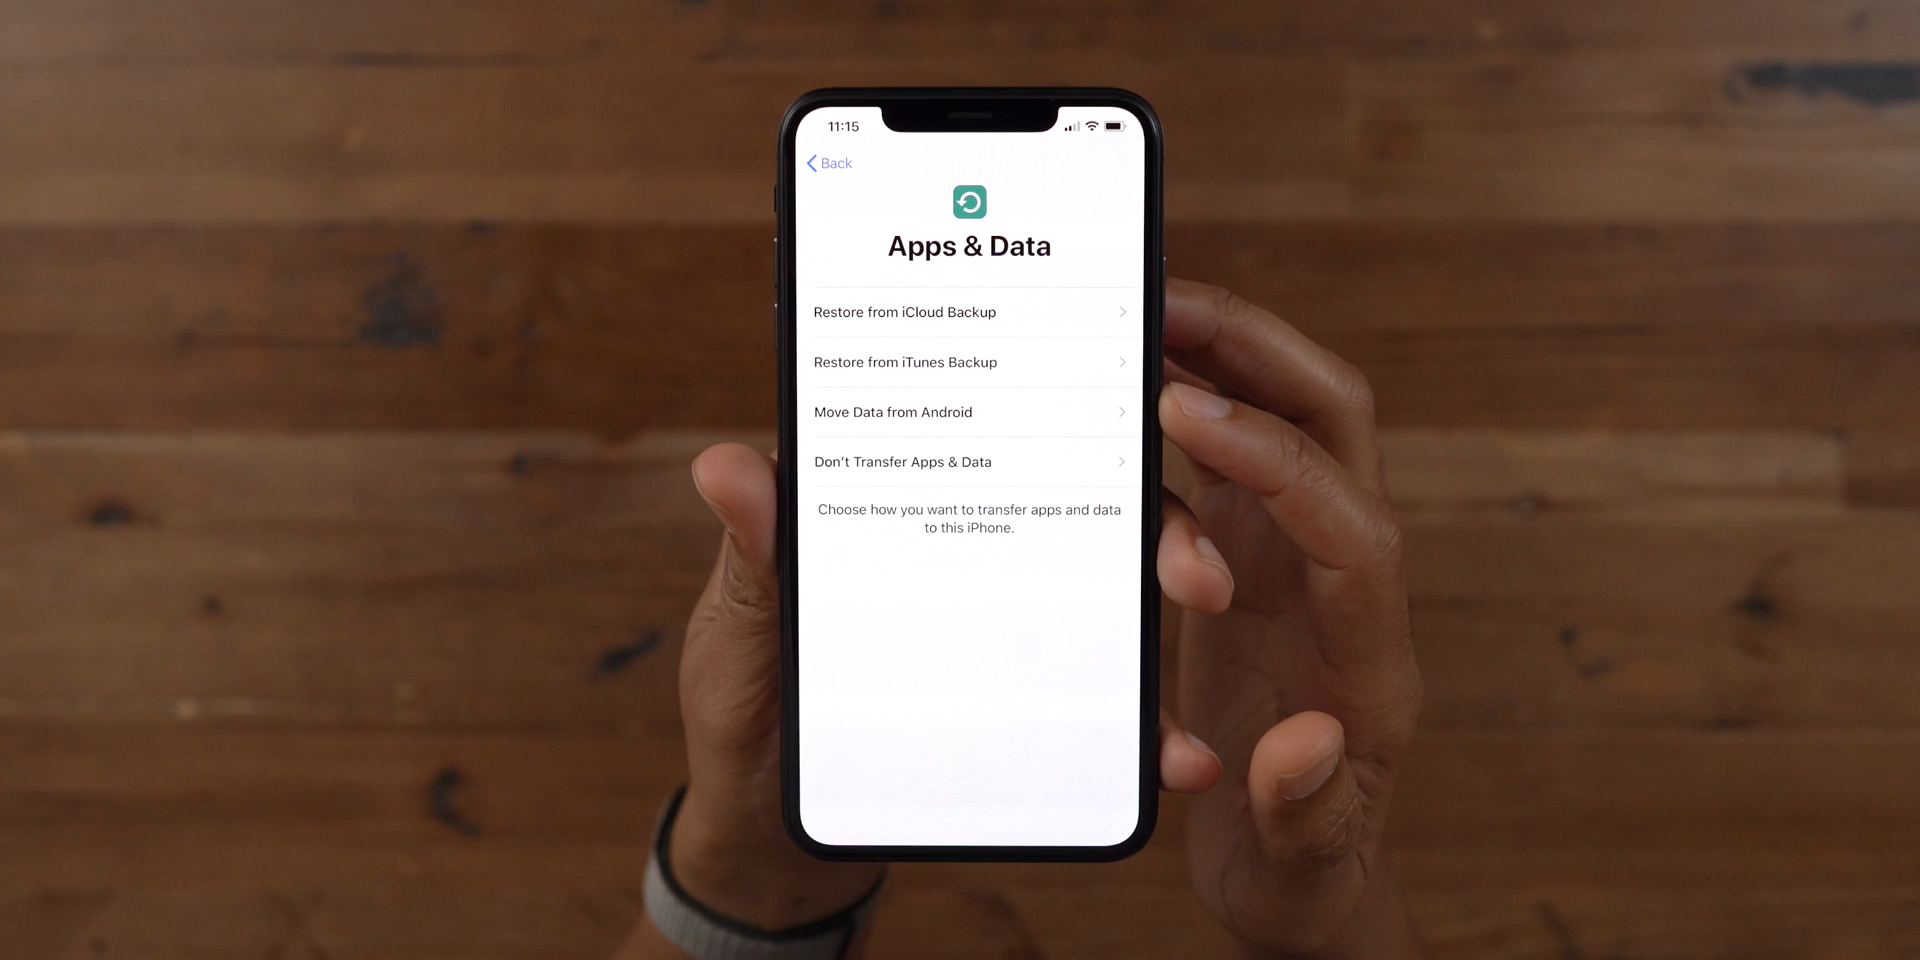 11:15
Back
Apps & Data
Restore from iCloud Backup
Restore from iTunes Backup
Move Data from Android
Don’t Transfer Apps & Data
Choose how you want to transfer apps and data
to this iPhone.